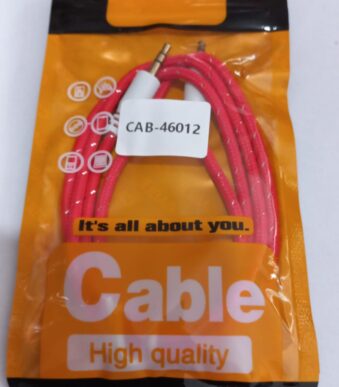 CAB-46012
It's all about you.
Cable
High quality